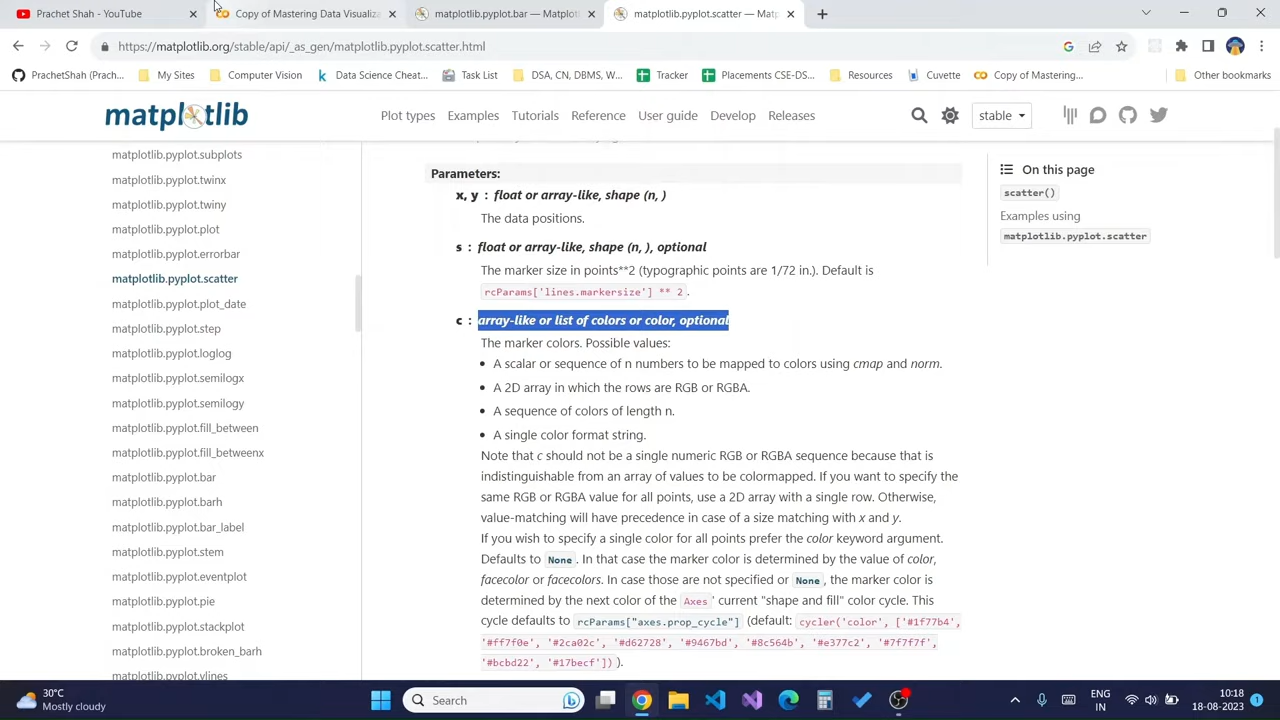 Prachet Shah - YouTube
Copy of Mastering Data Visualiza
matplotlib.pyplot.bar — Matplotl
matplotlib.pyplot.scatter — Matp
https://matplotlib.org/stable/api/_as_gen/matplotlib.pyplot.scatter.html
PrachetShah (Prach...
My Sites
Computer Vision
Data Science Cheat...
Task List
DSA, CN, DBMS, W...
Tracker
Placements CSE-DS...
Resources
Cuvette
Copy of Mastering...
Other bookmarks
matplotlib
Plot types
Examples
Tutorials
Reference
User guide
Develop
Releases
stable
matplotlib.pyplot.subplots
matplotlib.pyplot.twinx
matplotlib.pyplot.twiny
matplotlib.pyplot.plot
matplotlib.pyplot.errorbar
matplotlib.pyplot.scatter
matplotlib.pyplot.plot_date
matplotlib.pyplot.step
matplotlib.pyplot.loglog
matplotlib.pyplot.semilogx
matplotlib.pyplot.semilogy
matplotlib.pyplot.fill_between
matplotlib.pyplot.fill_betweenx
matplotlib.pyplot.bar
matplotlib.pyplot.barh
matplotlib.pyplot.bar_label
matplotlib.pyplot.stem
matplotlib.pyplot.eventplot
matplotlib.pyplot.pie
matplotlib.pyplot.stackplot
matplotlib.pyplot.broken_barh
matplotlib.pyplot.vlines
Parameters:
x, y : float or array-like, shape (n, )
The data positions.
s : float or array-like, shape (n, ), optional
The marker size in points**2 (typographic points are 1/72 in.). Default is
rcParams['lines.markersize'] ** 2.
c : array-like or list of colors or color, optional
The marker colors. Possible values:
• A scalar or sequence of n numbers to be mapped to colors using cmap and norm.
• A 2D array in which the rows are RGB or RGBA.
• A sequence of colors of length n.
• A single color format string.
Note that c should not be a single numeric RGB or RGBA sequence because that is
indistinguishable from an array of values to be colormapped. If you want to specify the
same RGB or RGBA value for all points, use a 2D array with a single row. Otherwise,
value-matching will have precedence in case of a size matching with x and y.
If you wish to specify a single color for all points prefer the color keyword argument.
Defaults to None. In that case the marker color is determined by the value of color,
facecolor or facecolors. In case those are not specified or None, the marker color is
determined by the next color of the Axes' current "shape and fill" color cycle. This
cycle defaults to rcParams["axes.prop_cycle"] (default: cycler('color', ['#1f77b4',
'#ff7f0e', '#2ca02c', '#d62728', '#9467bd', '#8c564b', '#e377c2', '#7f7f7f',
'#bcbd22', '#17becf'])).
On this page
scatter()
Examples using
matplotlib.pyplot.scatter
30°C
Mostly cloudy
Search
ENG
IN
10:18
18-08-2023
1